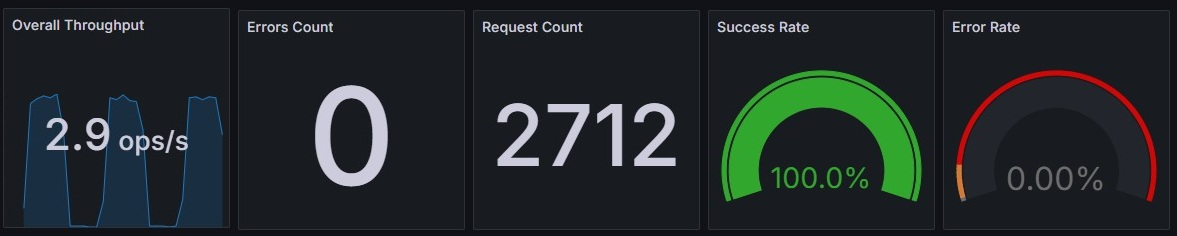 Overall Throughput
2.9 ops/s
Errors Count
0
Request Count
2712
Success Rate
100.0%
Error Rate
0.00%